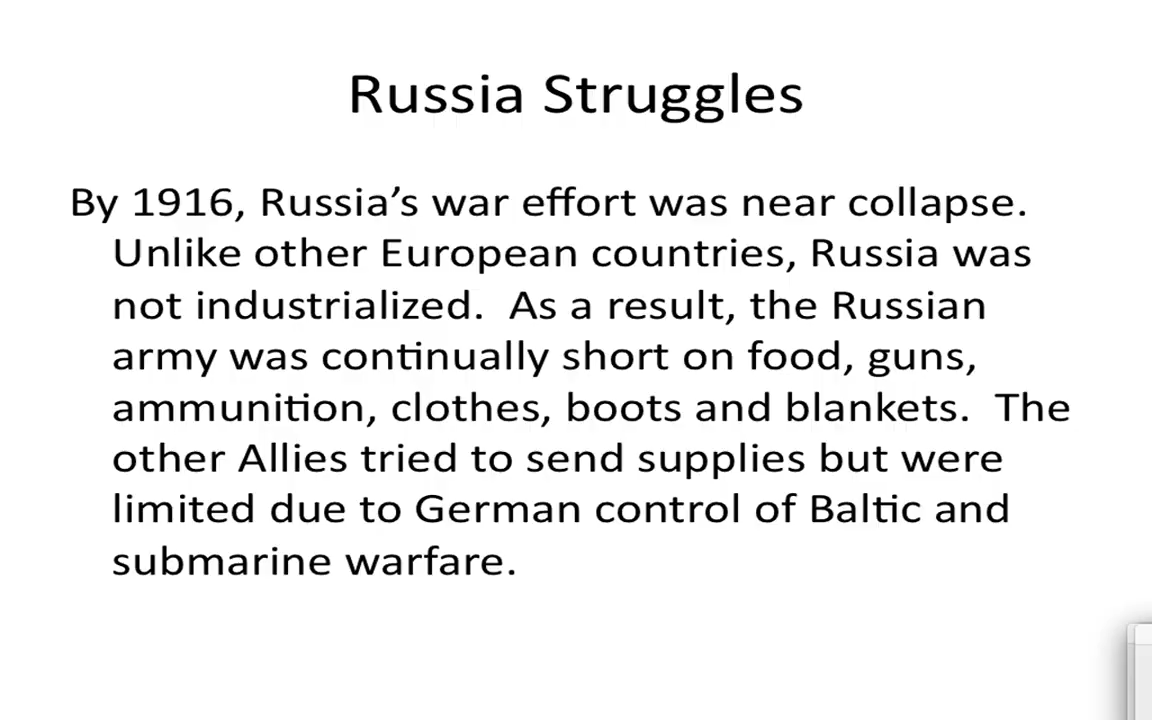 Russia Struggles
By 1916, Russia’s war effort was near collapse.
Unlike other European countries, Russia was
not industrialized.  As a result, the Russian
army was continually short on food, guns,
ammunition, clothes, boots and blankets.  The
other Allies tried to send supplies but were
limited due to German control of Baltic and
submarine warfare.